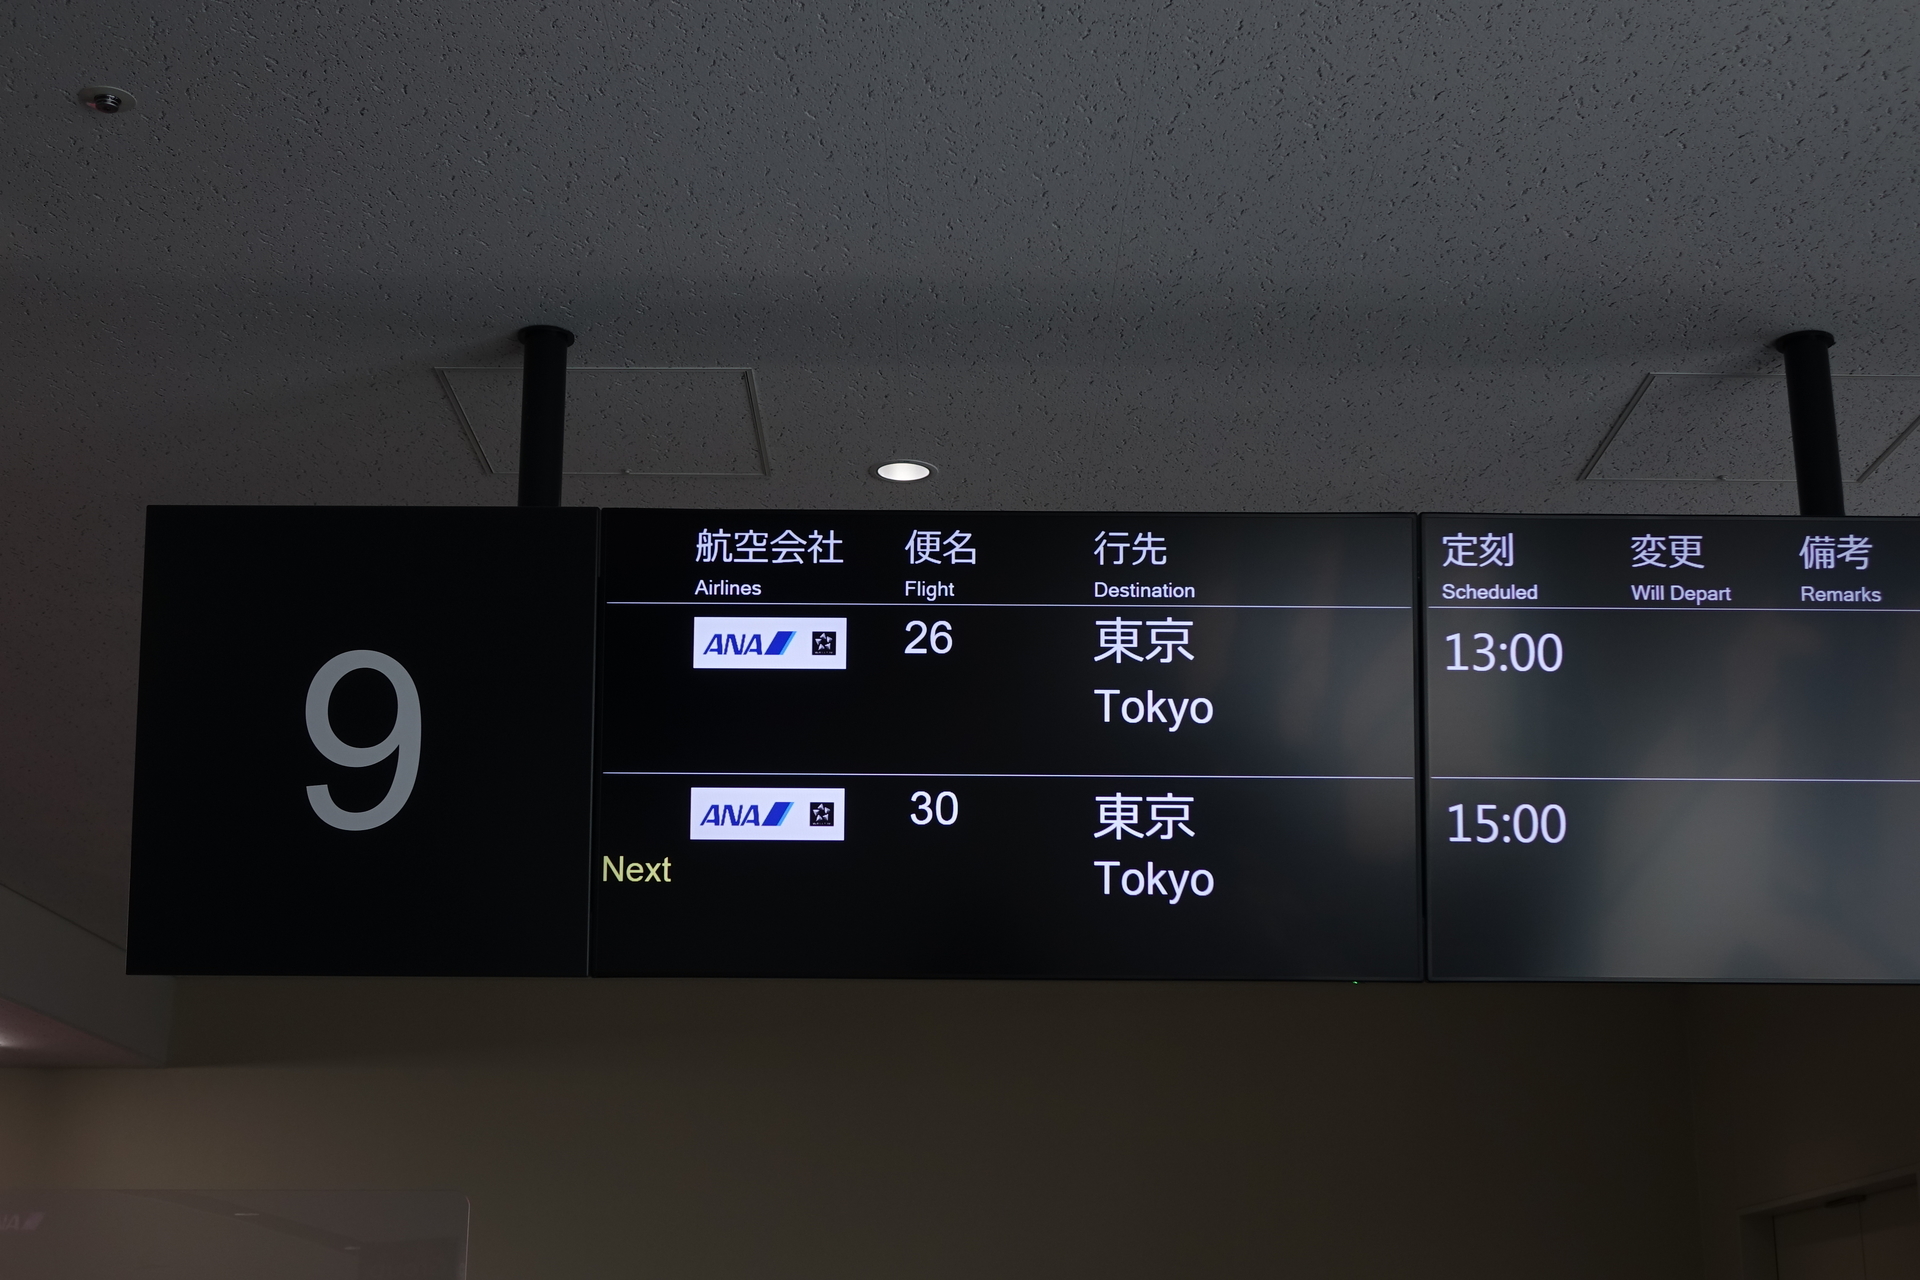 9
航空会社 便名 行先 定刻 変更 備考
Airlines Flight Destination Scheduled Will Depart Remarks
ANA 26 東京 13:00
Tokyo
ANA 30 東京 15:00
Next Tokyo